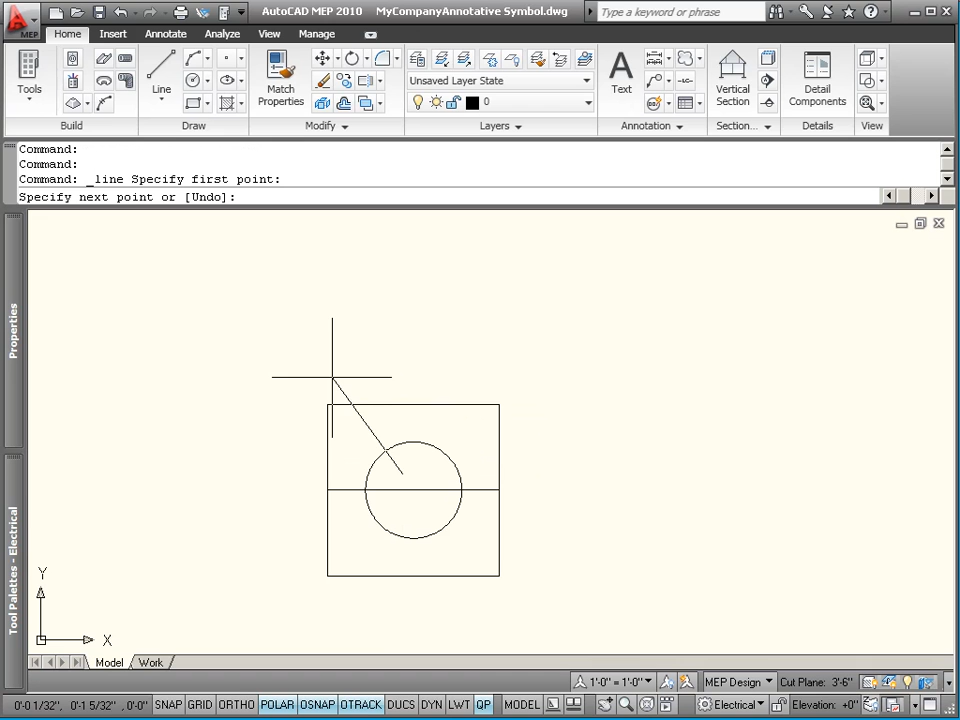 AutoCAD MEP 2010 MyCompanyAnnotative Symbol.dwg
Type a keyword or phrase
MEP
Home Insert Annotate Analyze View Manage
Tools
Line
Match
Properties
Unsaved Layer State
0
Text
Vertical
Section
Detail
Components
Build Draw Modify Layers Annotation Section... Details View
Command:
Command:
Command: _line Specify first point:
Specify next point or [Undo]:
Properties
Tool Palettes - Electrical
Y
X
Model Work
1'-0" = 1'-0" MEP Design Cut Plane: 3'-6"
0'-0 1/32", 0'-1 5/32" , 0'-0" SNAP GRID ORTHO POLAR OSNAP OTRACK DUCS DYN LWT QP MODEL Electrical Elevation: +0"